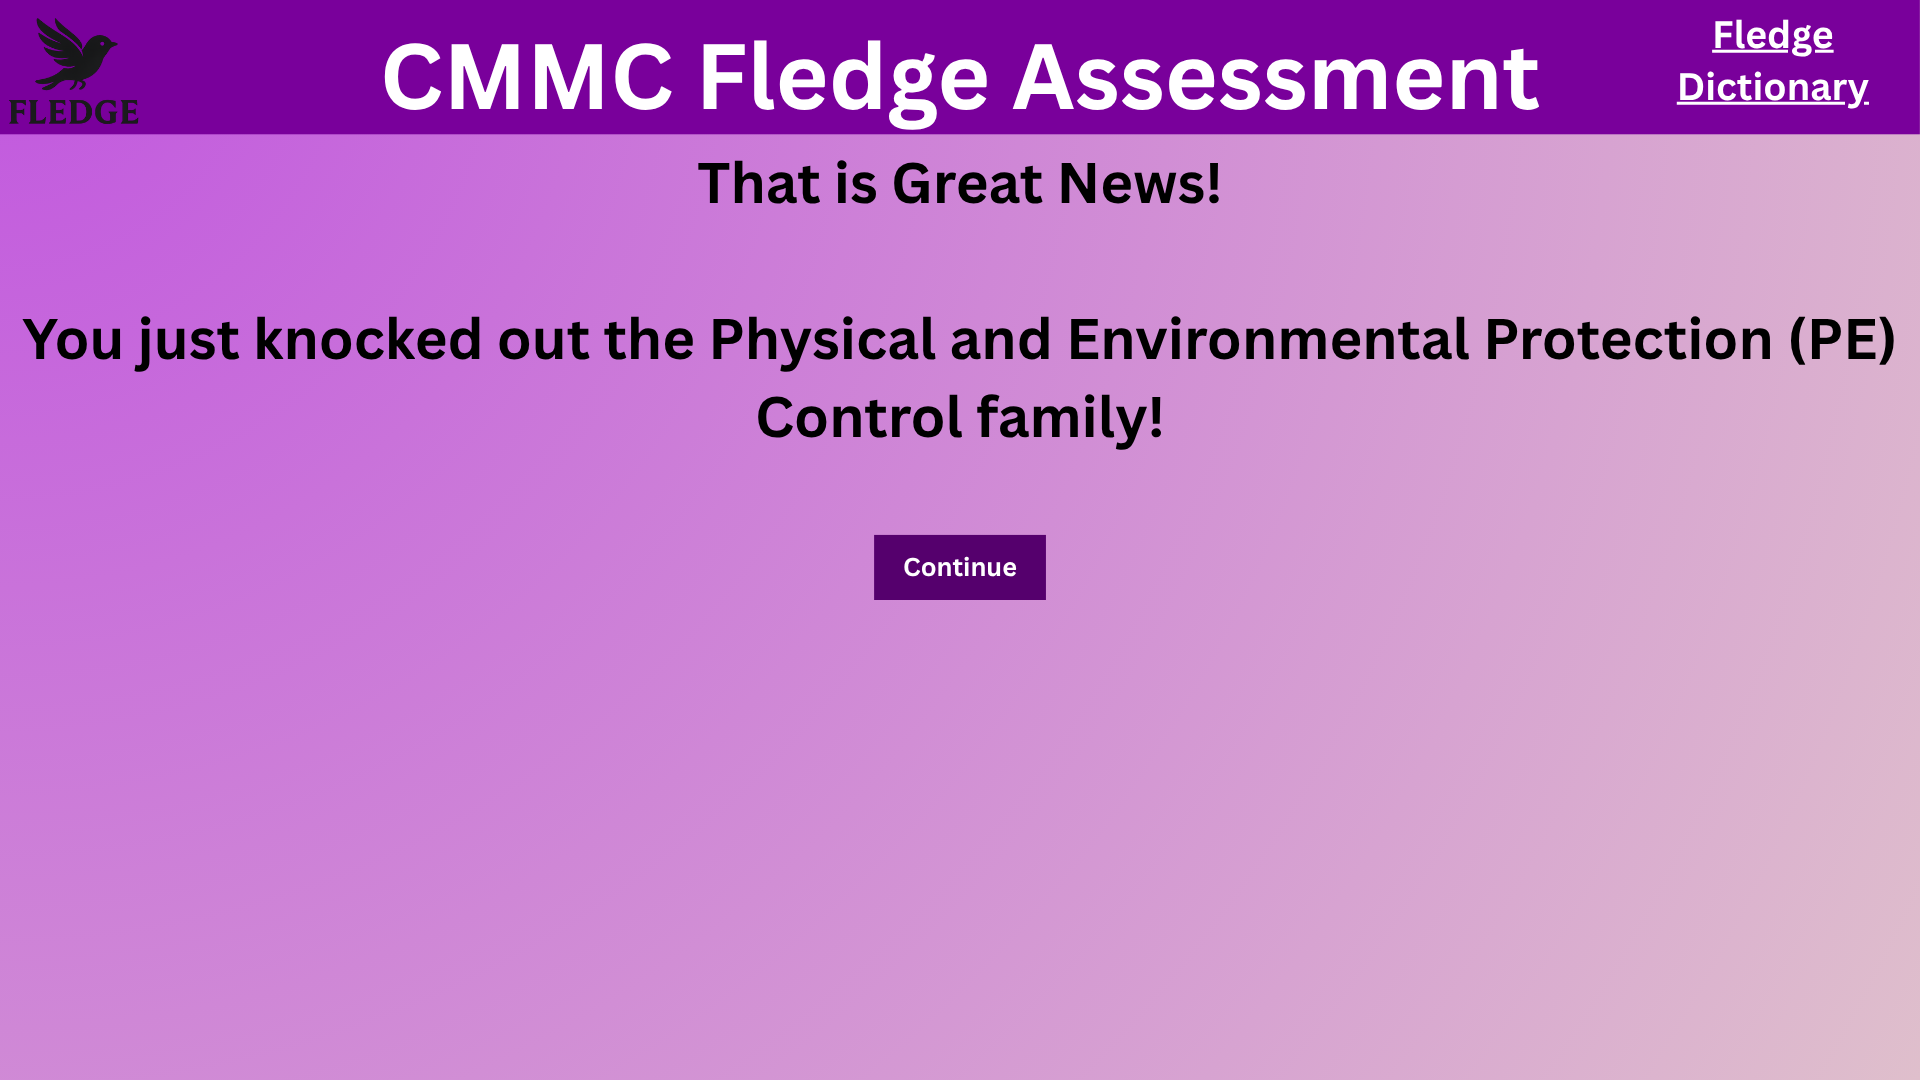 FLEDGE
CMMC Fledge Assessment
Fledge
Dictionary
That is Great News!
You just knocked out the Physical and Environmental Protection (PE)
Control family!
Continue